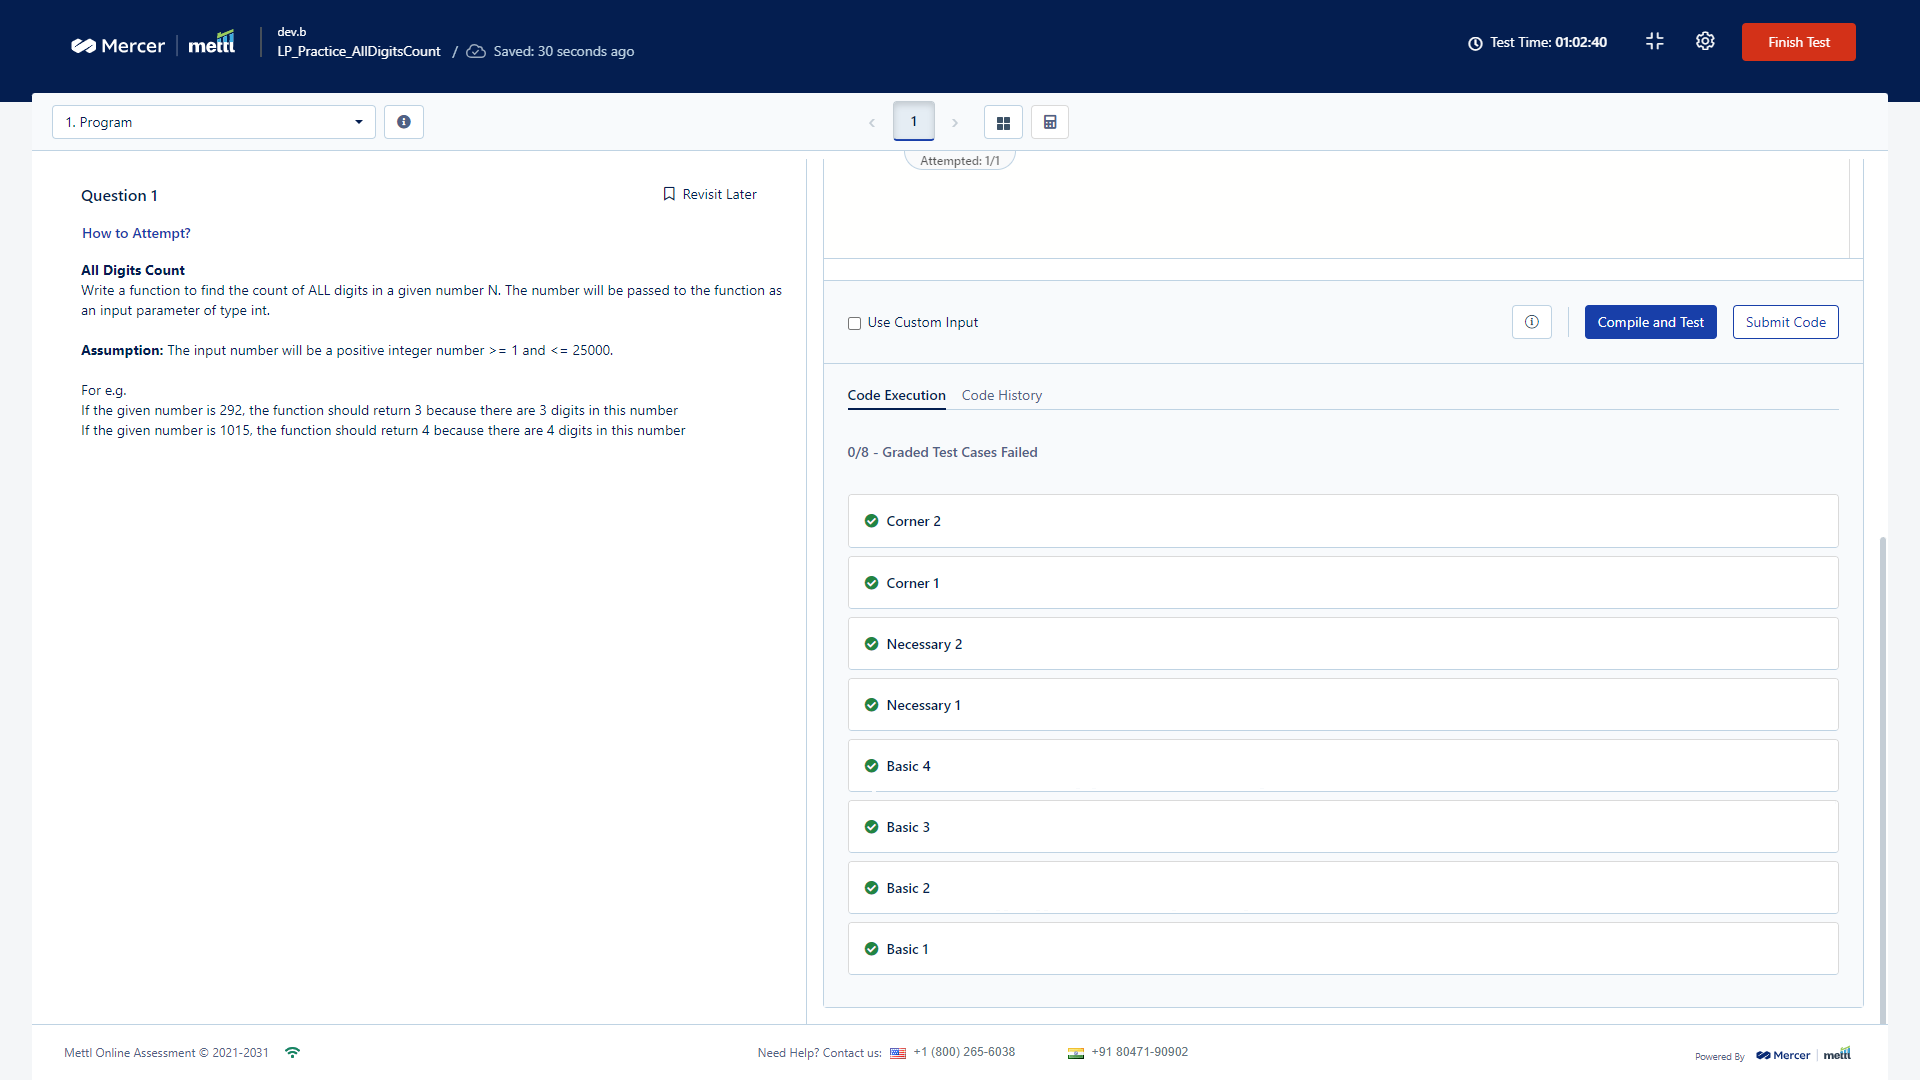 Mercer | mettl
dev.b
LP_Practice_AllDigitsCount / Saved: 30 seconds ago
Test Time: 01:02:40
Finish Test
1. Program
1
Attempted: 1/1
Question 1
Revisit Later
How to Attempt?
All Digits Count
Write a function to find the count of ALL digits in a given number N. The number will be passed to the function as
an input parameter of type int.
Assumption: The input number will be a positive integer number >= 1 and <= 25000.
For e.g.
If the given number is 292, the function should return 3 because there are 3 digits in this number
If the given number is 1015, the function should return 4 because there are 4 digits in this number
Use Custom Input
Compile and Test
Submit Code
Code Execution
Code History
0/8 - Graded Test Cases Failed
Corner 2
Corner 1
Necessary 2
Necessary 1
Basic 4
Basic 3
Basic 2
Basic 1
Mettl Online Assessment © 2021-2031
Need Help? Contact us: +1 (800) 265-6038
+91 80471-90902
Powered By Mercer | mettl